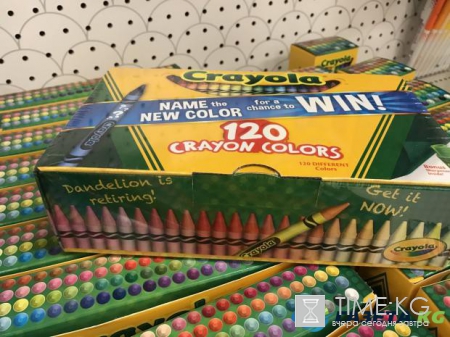 Crayola
NAME the
NEW COLOR
for a
chance to
WIN!
120
CRAYON COLORS
120 DIFFERENT
Colors
Dandelion is
retiring!
Get it
NOW!
Crayola
Crayola
TIME.KG
вчера сегодня завтра